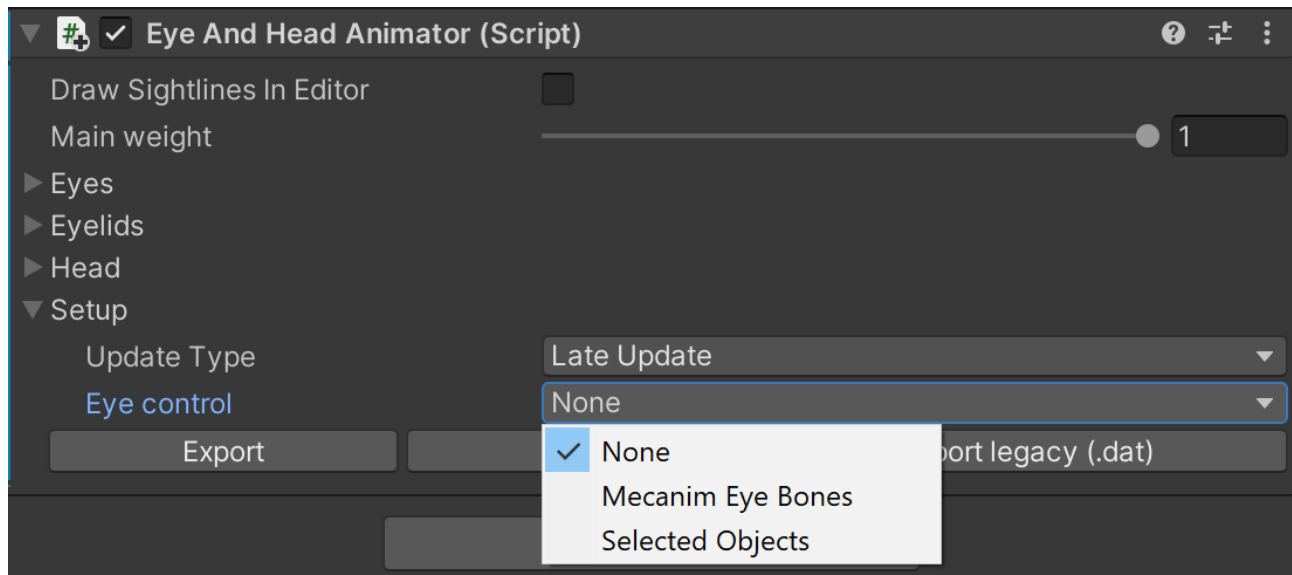 Eye And Head Animator (Script)
Draw Sightlines In Editor
Main weight 1
Eyes
Eyelids
Head
Setup
Update Type Late Update
Eye control None
Export port legacy (.dat)
None
Mecanim Eye Bones
Selected Objects